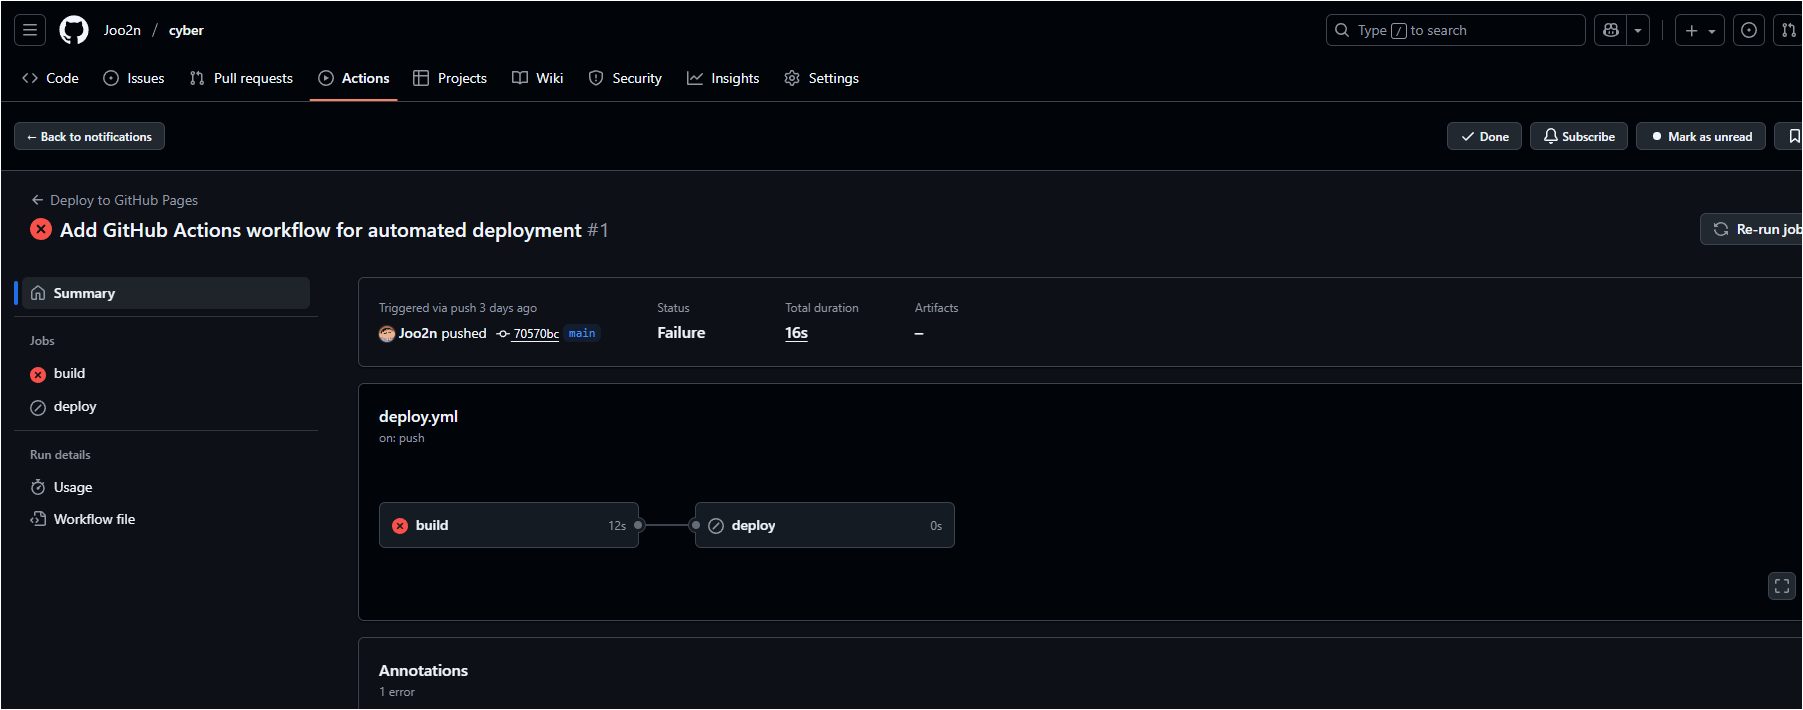 Joo2n / cyber
Type / to search
Code Issues Pull requests Actions Projects Wiki Security Insights Settings
← Back to notifications
Done Subscribe Mark as unread
← Deploy to GitHub Pages
Add GitHub Actions workflow for automated deployment #1
Re-run
Summary
Jobs
build
deploy
Run details
Usage
Workflow file
Triggered via push 3 days ago
Joo2n pushed 70570bc main
Status
Failure
Total duration
16s
Artifacts
–
deploy.yml
on: push
build 12s
deploy 0s
Annotations
1 error